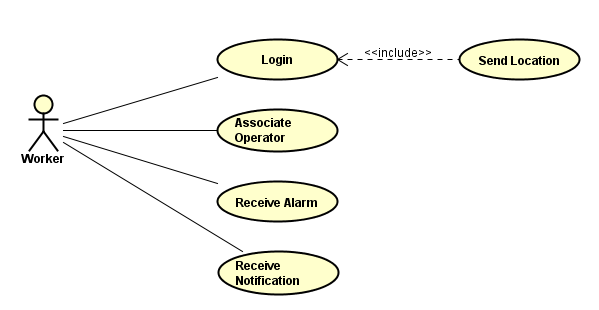 Login
<<include>>
Send Location
Worker
Associate
Operator
Receive Alarm
Receive
Notification